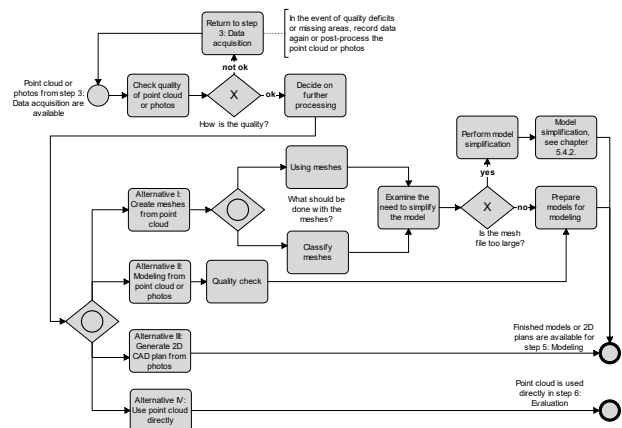 Return to step
3: Data
acquisition
In the event of quality deficits
or missing areas, record data
again or post-process the
point cloud or photos
not ok
Point cloud or
photos from step 3:
Data acquisition are
available
Check quality
of point cloud
or photos
X
ok
Decide on
further
processing
How is the quality?
Perform model
simplification
Model
simplification,
see chapter
5.4.2.
yes
Using meshes
Alternative I:
Create meshes
from point
cloud
What should be
done with the
meshes?
Examine the
need to simplify
the model
X
no
Prepare
models for
modeling
Classify
meshes
Is the mesh
file too large?
Alternative II:
Modeling from
point cloud or
photos
Quality check
Alternative III:
Generate 2D
CAD plan from
photos
Finished models or 2D
plans are available for
step 5: Modeling
Alternative IV:
Use point cloud
directly
Point cloud is used
directly in step 6:
Evaluation